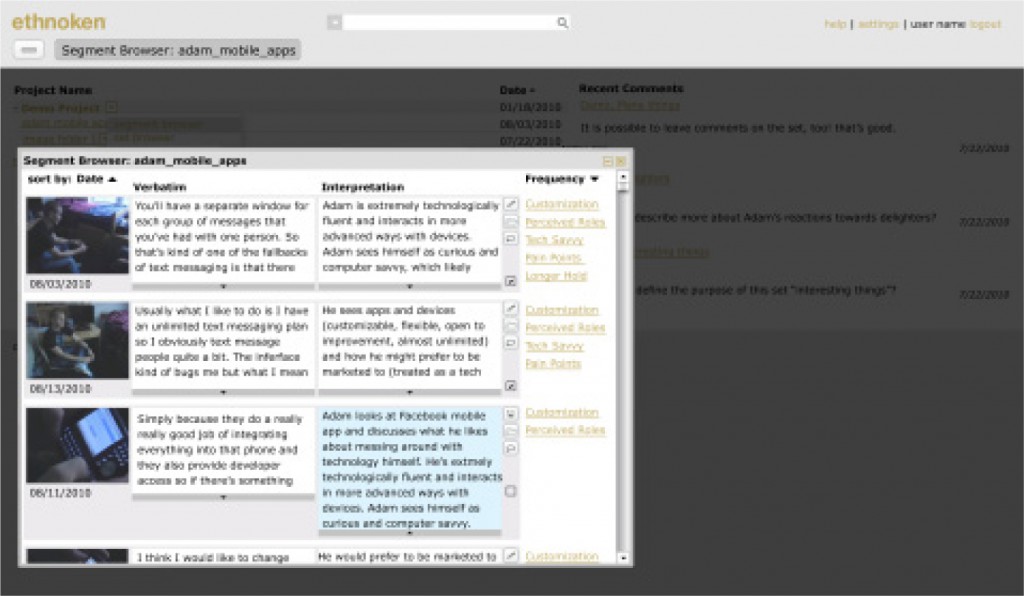 ethnoken
help | settings | user name logout
Segment Browser: adam_mobile_apps
Project Name
Date
Recent Comments
- Demo Project
01/18/2010
08/03/2010
It is possible to leave comments on the set, too! that's good.
07/22/2010
7/22/2010
Segment Browser: adam_mobile_apps
sort by: Date
Verbatim
Interpretation
Frequency
You'll have a separate window for
each group of messages that
you've had with one person. So
that's kind of one of the fallbacks
of text messaging is that there
Adam is extremely technologically
fluent and interacts in more
advanced ways with devices.
Adam sees himself as curious and
computer savvy, which likely
Customization
Perceived Roles
Tech Savvy
Pain Points
Longer Hold
08/03/2010
describe more about Adam's reactions towards delighters?
7/22/2010
Usually what I like to do is I have
an unlimited text messaging plan
so I obviously text message
people quite a bit. The inferface
kind of bugs me but what I mean
He sees apps and devices
(customizable, flexible, open to
improvement, almost unlimited)
and how he might prefer to be
marketed to (treated as a tech
Customization
Perceived Roles
Tech Savvy
Pain Points
08/13/2010
define the purpose of this set "interesting things"?
7/22/2010
Simply because they do a really
really good job of integrating
everything into that phone and
they also provide developer
access so if there's something
Adam looks at Facebook mobile
app and discusses what he likes
about messing around with
technology himself. He's extmely
technologically fluent and interacts
in more advanced ways with
devices. Adam sees himself as
curious and computer savvy.
Customization
Perceived Roles
08/11/2010
I think I would like to change
He would prefer to be marketed to
Customization